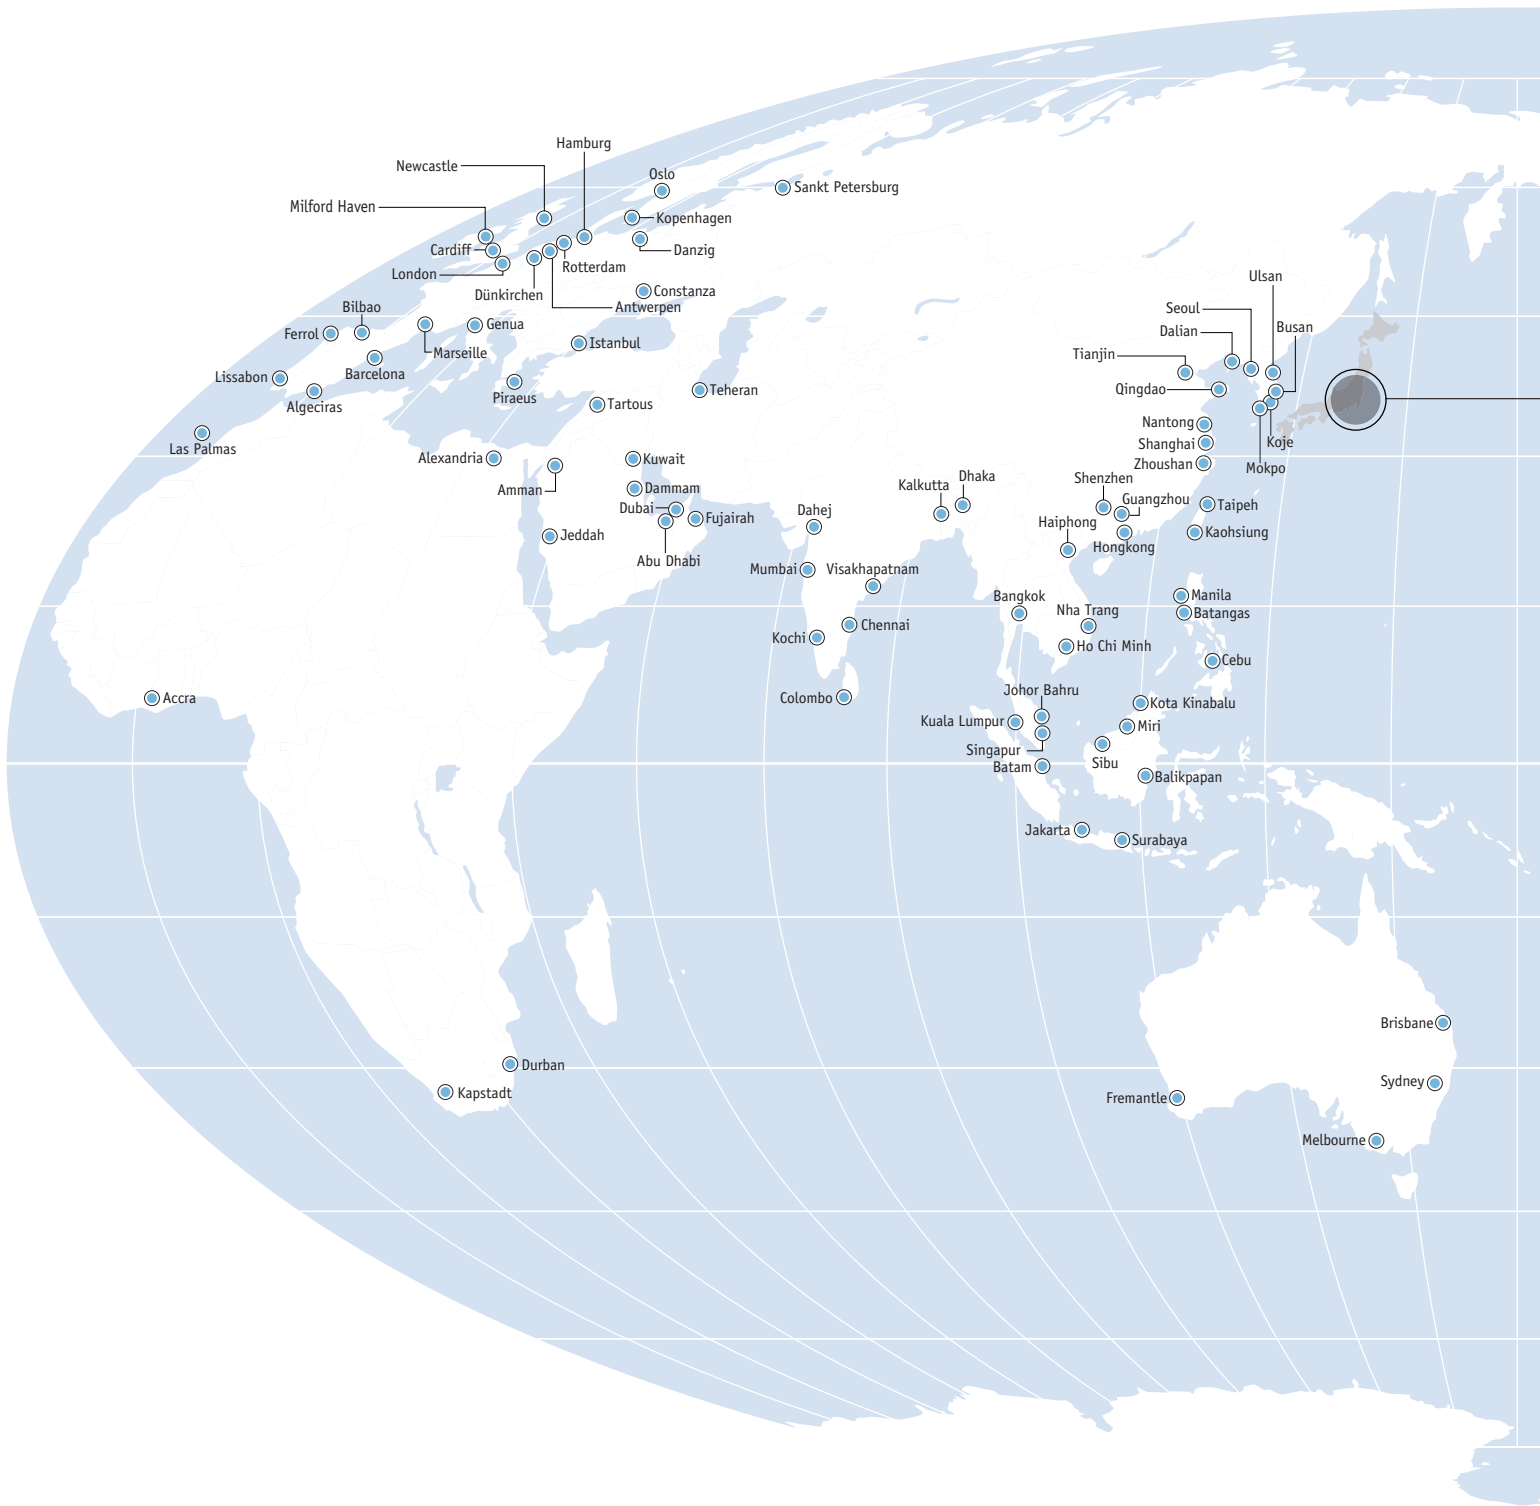 Hamburg
Newcastle
Oslo
Sankt Petersburg
Milford Haven
Kopenhagen
Cardiff
Danzig
Rotterdam
London
Dünkirchen
Constanza
Antwerpen
Ulsan
Bilbao
Seoul
Genua
Busan
Ferrol
Dalian
Istanbul
Marseille
Tianjin
Barcelona
Lissabon
Qingdao
Teheran
Piraeus
Algeciras
Tartous
Nantong
Koje
Shanghai
Las Palmas
Alexandria
Kuwait
Zhoushan
Mokpo
Dhaka
Shenzhen
Kalkutta
Amman
Dammam
Guangzhou
Taipeh
Dubai
Dahej
Fujairah
Haiphong
Jeddah
Kaohsiung
Hongkong
Abu Dhabi
Mumbai
Visakhapatnam
Bangkok
Manila
Nha Trang
Batangas
Chennai
Kochi
Ho Chi Minh
Cebu
Johor Bahru
Accra
Colombo
Kota Kinabalu
Kuala Lumpur
Miri
Singapur
Sibu
Batam
Balikpapan
Jakarta
Surabaya
Brisbane
Durban
Sydney
Kapstadt
Fremantle
Melbourne